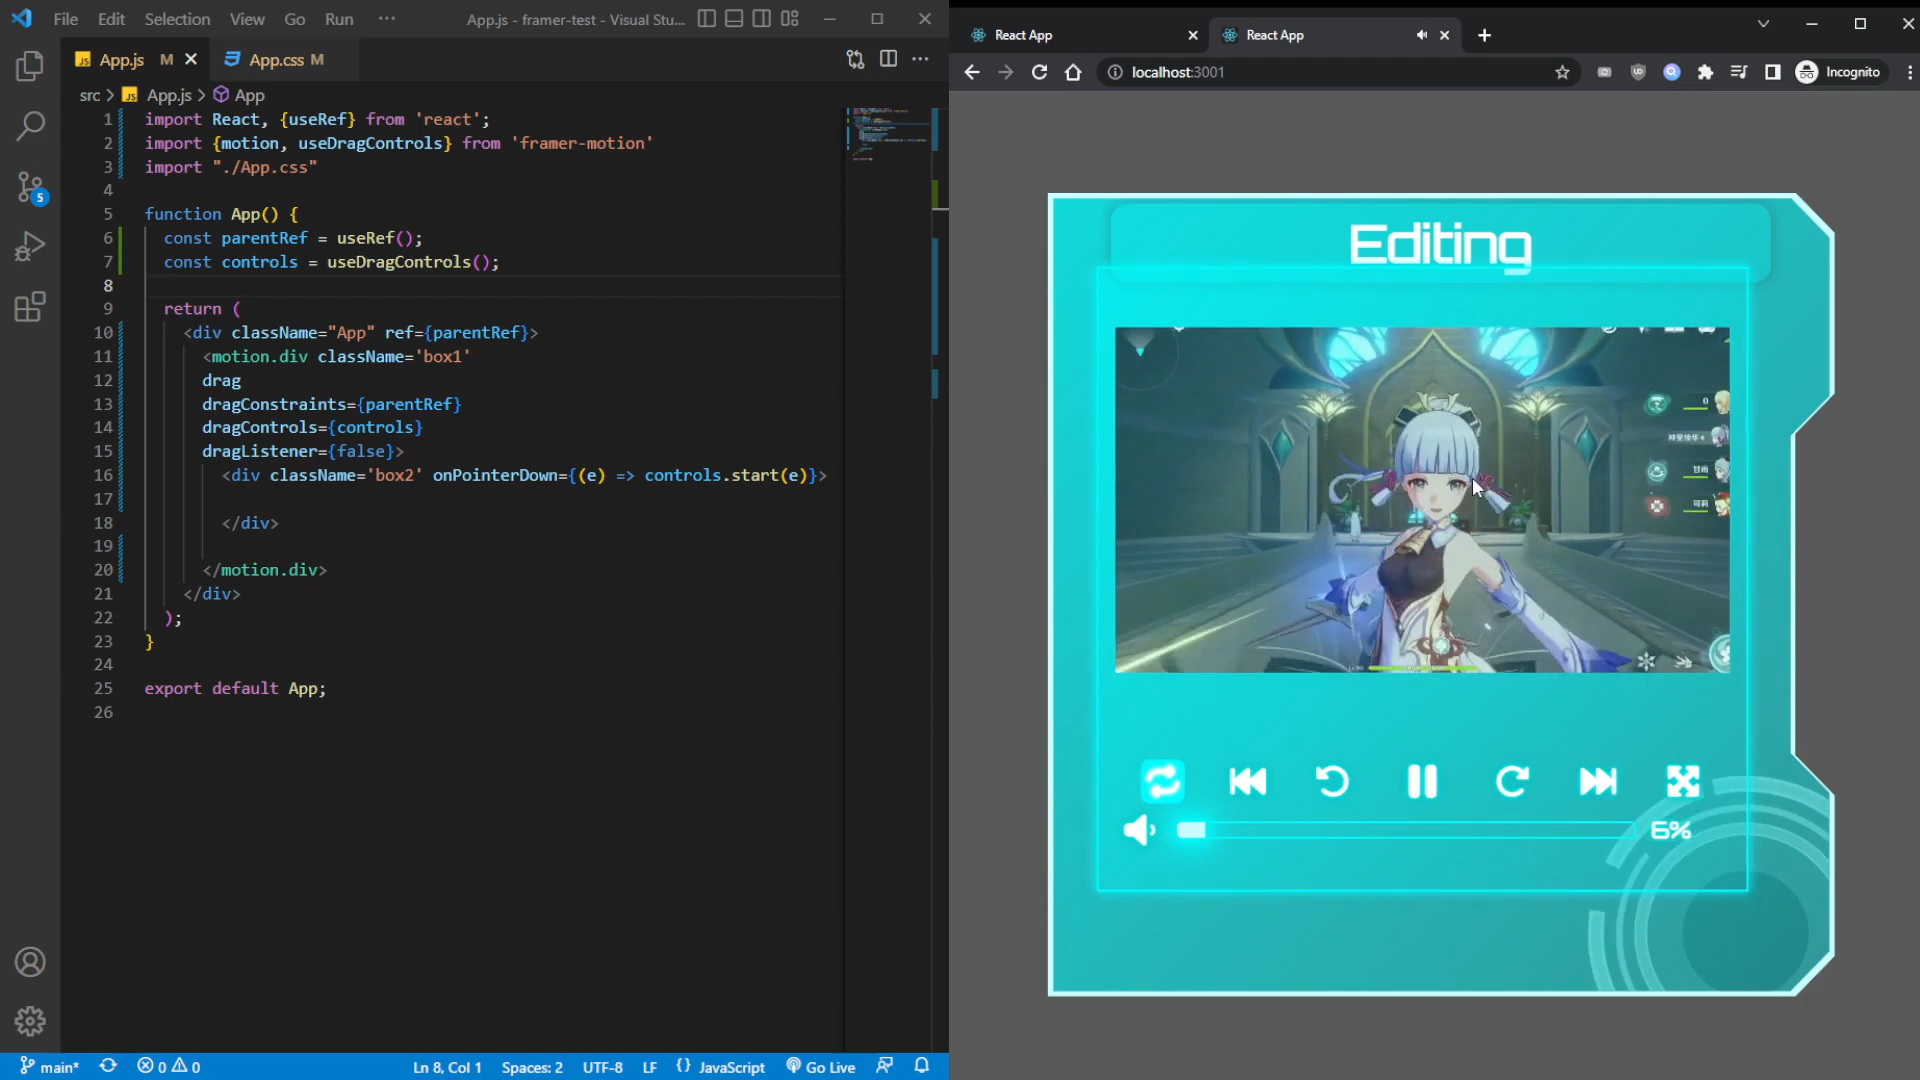 File Edit Selection View Go Run ··· App.js - framer-test - Visual Stu...
App.js M App.css M
src > App.js > App
1 import React, {useRef} from 'react';
2 import {motion, useDragControls} from 'framer-motion'
3 import "./App.css"
4
5 function App() {
6 const parentRef = useRef();
7 const controls = useDragControls();
8
9 return (
10 <div className="App" ref={parentRef}>
11 <motion.div className='box1'
12 drag
13 dragConstraints={parentRef}
14 dragControls={controls}
15 dragListener={false}>
16 <div className='box2' onPointerDown={(e) => controls.start(e)}>
17
18 </div>
19
20 </motion.div>
21 </div>
22 );
23 }
24
25 export default App;
26
5
main* 0 0 Ln 8, Col 1 Spaces: 2 UTF-8 LF {} JavaScript Go Live
React App React App
localhost:3001 Incognito
Editing
0
甘雨
可莉
6%